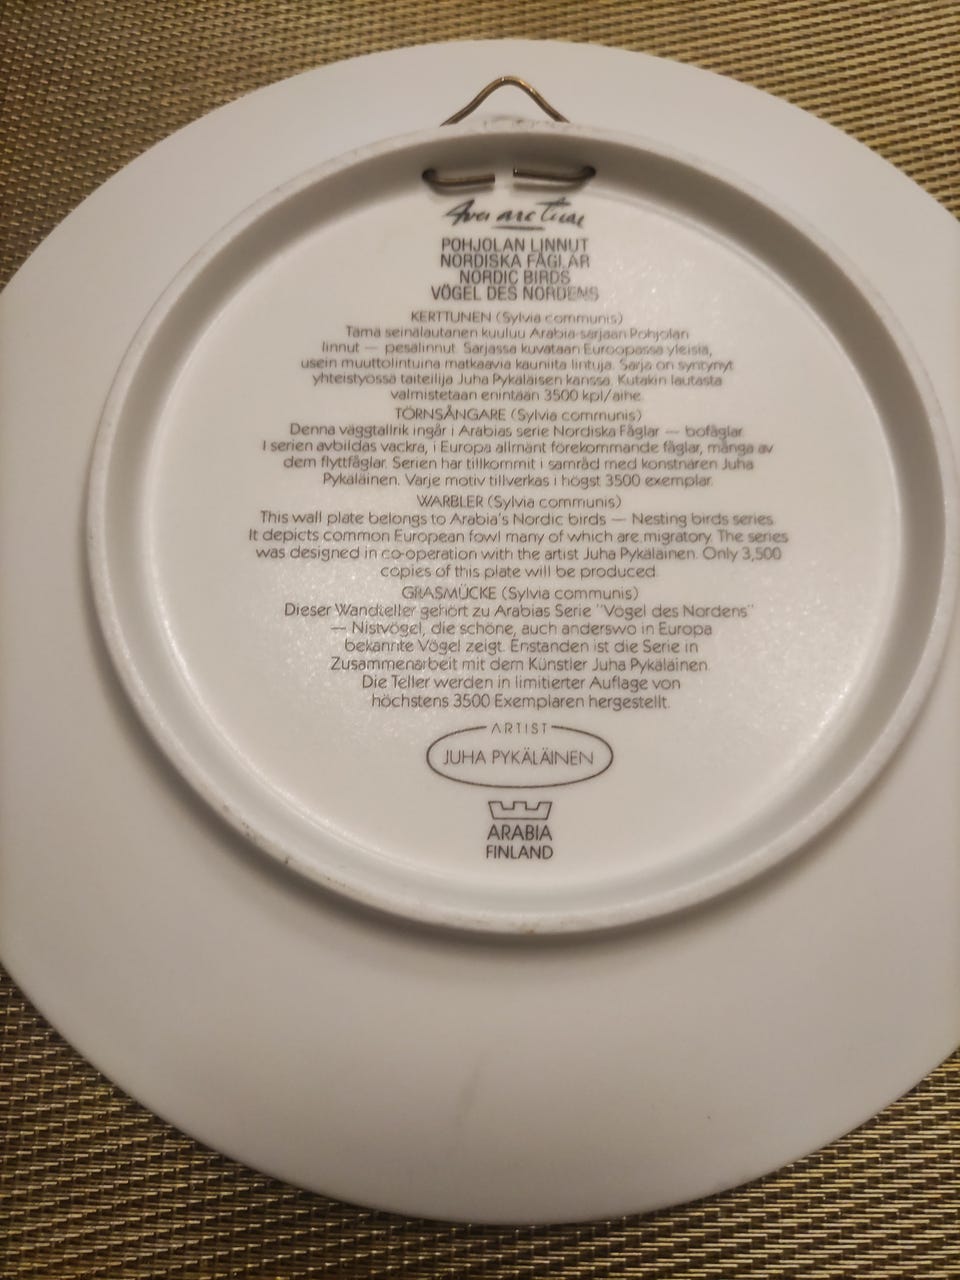 Aves arcticae
POHJOLAN LINNUT
NORDISKA FÅGLAR
NORDIC BIRDS
VÖGEL DES NORDENS
KERTTUNEN (Sylvia communis)
Tämä seinälautanen kuuluu Arabia-sarjaan Pohjolan
linnut — pesälinnut. Sarjassa kuvataan Euroopassa yleisiä,
usein muuttolintuina matkaavia kauniita lintuja. Sarja on syntynyt
yhteistyössä taiteilija Juha Pykäläisen kanssa. Kutakin lautasta
valmistetaan enintään 3500 kpl/aihe.
TÖRNSÅNGARE (Sylvia communis)
Denna väggtallrik ingår i Arabias serie Nordiska Fåglar — bofåglar.
I serien avbildas vackra, i Europa allmänt förekommande fåglar, många av
dem flyttfåglar. Serien har tillkommit i samråd med konstnären Juha
Pykäläinen. Varje motiv tillverkas i högst 3500 exemplar.
WARBLER (Sylvia communis)
This wall plate belongs to Arabia's Nordic birds — Nesting birds series.
It depicts common European fowl many of which are migratory. The series
was designed in co-operation with the artist Juha Pykäläinen. Only 3,500
copies of this plate will be produced.
GRASMÜCKE (Sylvia communis)
Dieser Wandteller gehört zu Arabias Serie "Vögel des Nordens"
— Nistvögel, die schöne, auch anderswo in Europa
bekannte Vögel zeigt. Enstanden ist die Serie in
Zusammenarbeit mit dem Künstler Juha Pykäläinen.
Die Teller werden in limitierter Auflage von
höchstens 3500 Exemplaren hergestellt.
ARTIST
JUHA PYKÄLÄINEN
ARABIA
FINLAND